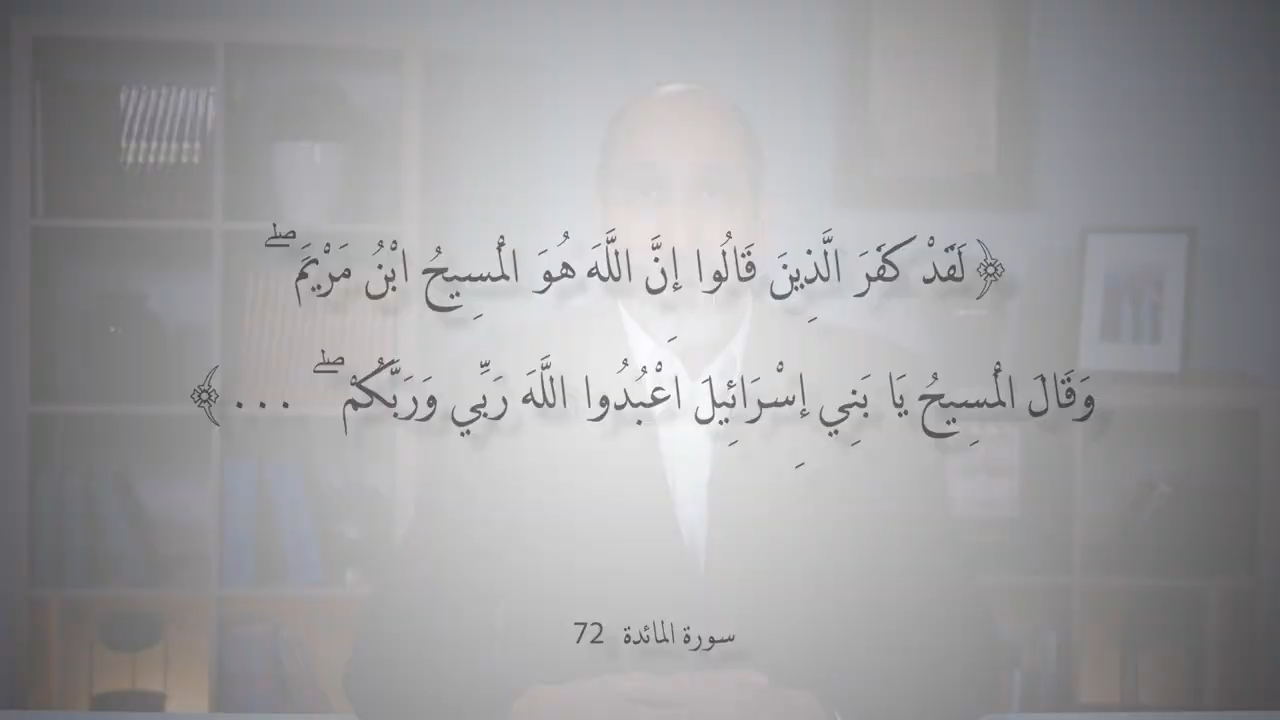 ﴿لَقَدْ كَفَرَ الَّذِينَ قَالُوا إِنَّ اللَّهَ هُوَ الْمَسِيحُ ابْنُ مَرْيَمَ ۖ
وَقَالَ الْمَسِيحُ يَا بَنِي إِسْرَائِيلَ اعْبُدُوا اللَّهَ رَبِّي وَرَبَّكُمْ ۖ ... ﴾
سورة المائدة 72